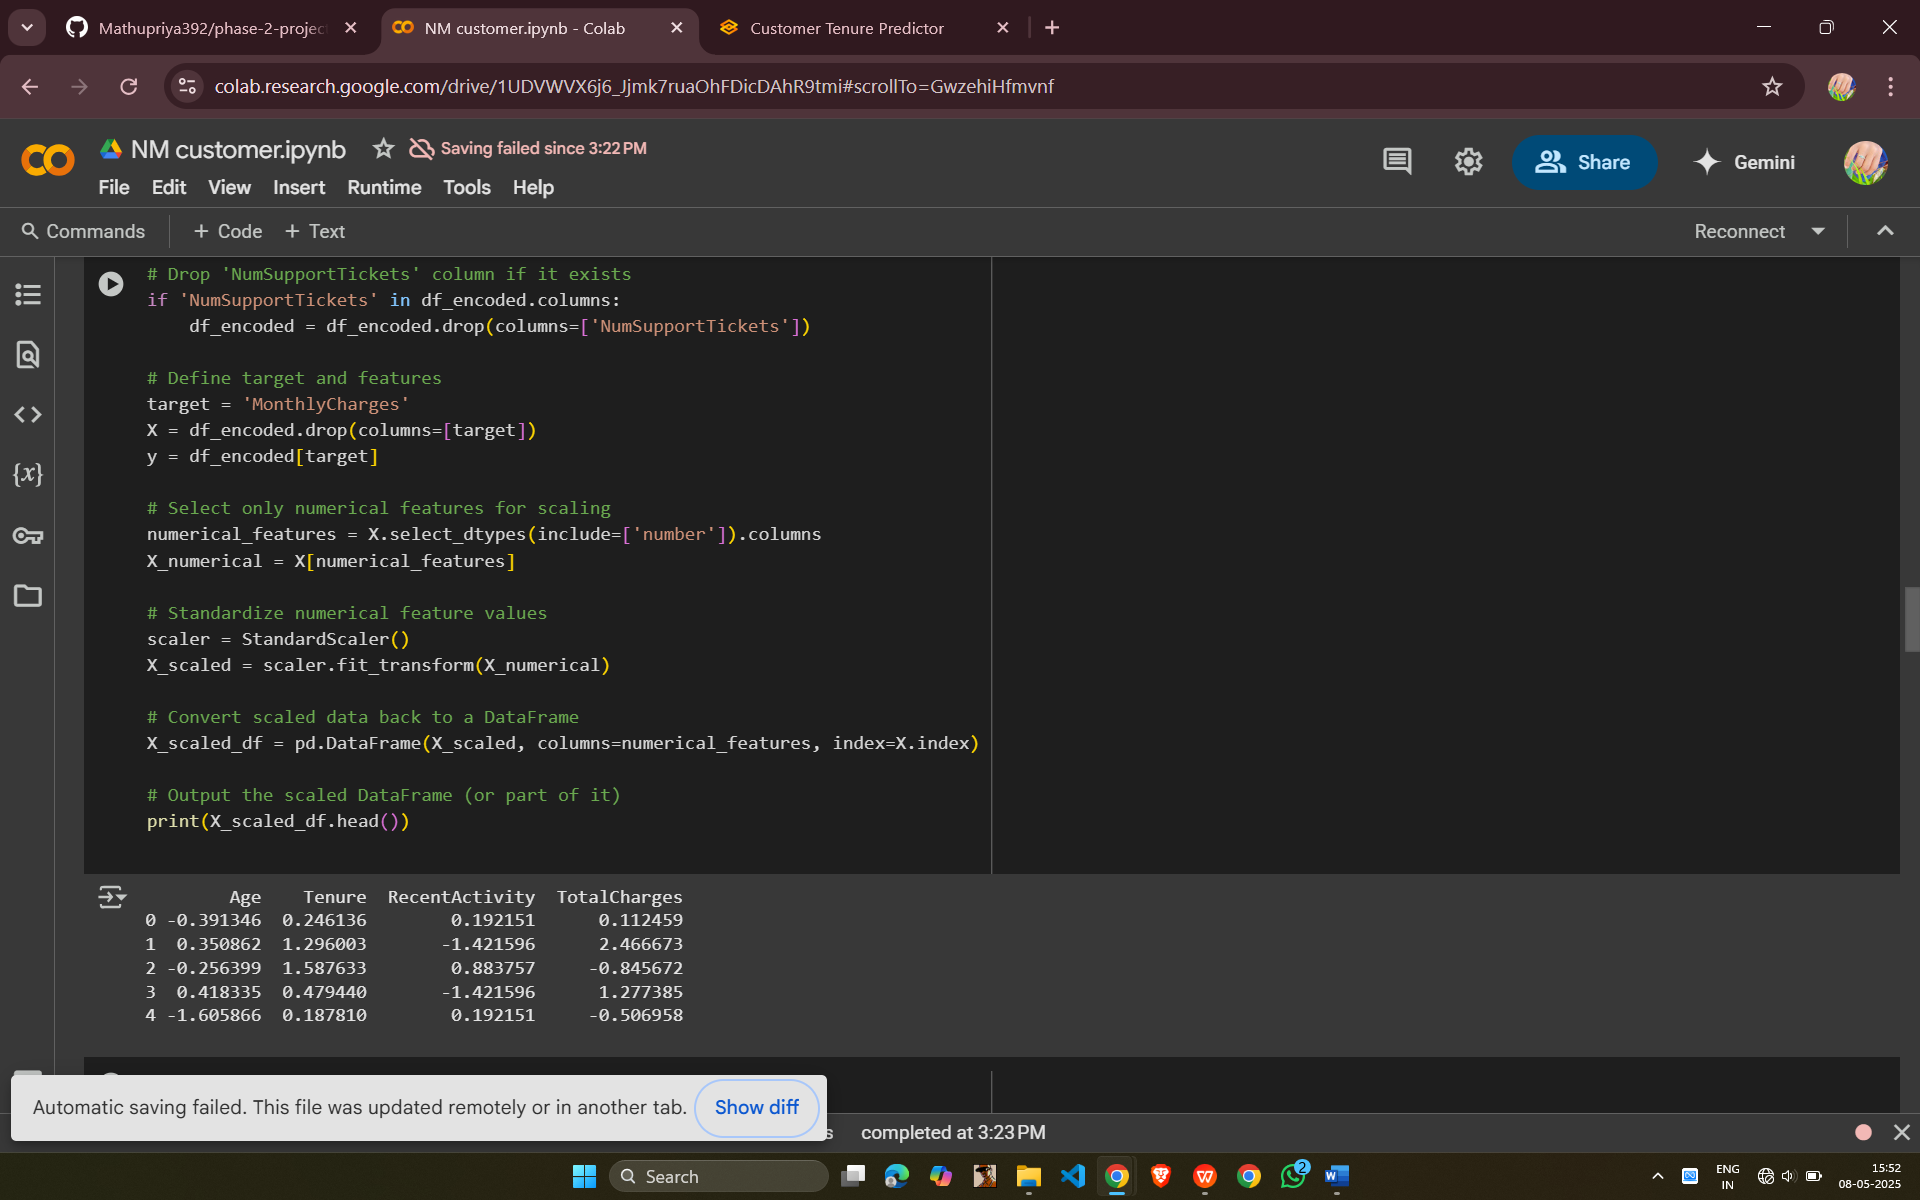 Mathupriya392/phase-2-project
NM customer.ipynb - Colab
Customer Tenure Predictor
colab.research.google.com/drive/1UDVWVX6j6_Jjmk7ruaOhFDicDAhR9tmi#scrollTo=GwzehiHfmvnf
CO
NM customer.ipynb
Saving failed since 3:22 PM
Share
Gemini
File Edit View Insert Runtime Tools Help
Commands
+ Code + Text
Reconnect
# Drop 'NumSupportTickets' column if it exists
if 'NumSupportTickets' in df_encoded.columns:
    df_encoded = df_encoded.drop(columns=['NumSupportTickets'])
# Define target and features
target = 'MonthlyCharges'
X = df_encoded.drop(columns=[target])
y = df_encoded[target]
# Select only numerical features for scaling
numerical_features = X.select_dtypes(include=['number']).columns
X_numerical = X[numerical_features]
# Standardize numerical feature values
scaler = StandardScaler()
X_scaled = scaler.fit_transform(X_numerical)
# Convert scaled data back to a DataFrame
X_scaled_df = pd.DataFrame(X_scaled, columns=numerical_features, index=X.index)
# Output the scaled DataFrame (or part of it)
print(X_scaled_df.head())
{x}
Age Tenure RecentActivity TotalCharges
0 -0.391346 0.246136 0.192151 0.112459
1 0.350862 1.296003 -1.421596 2.466673
2 -0.256399 1.587633 0.883757 -0.845672
3 0.418335 0.479440 -1.421596 1.277385
4 -1.605866 0.187810 0.192151 -0.506958
Automatic saving failed. This file was updated remotely or in another tab. Show diff
s completed at 3:23 PM
Search
2
ENG
IN
15:52
08-05-2025